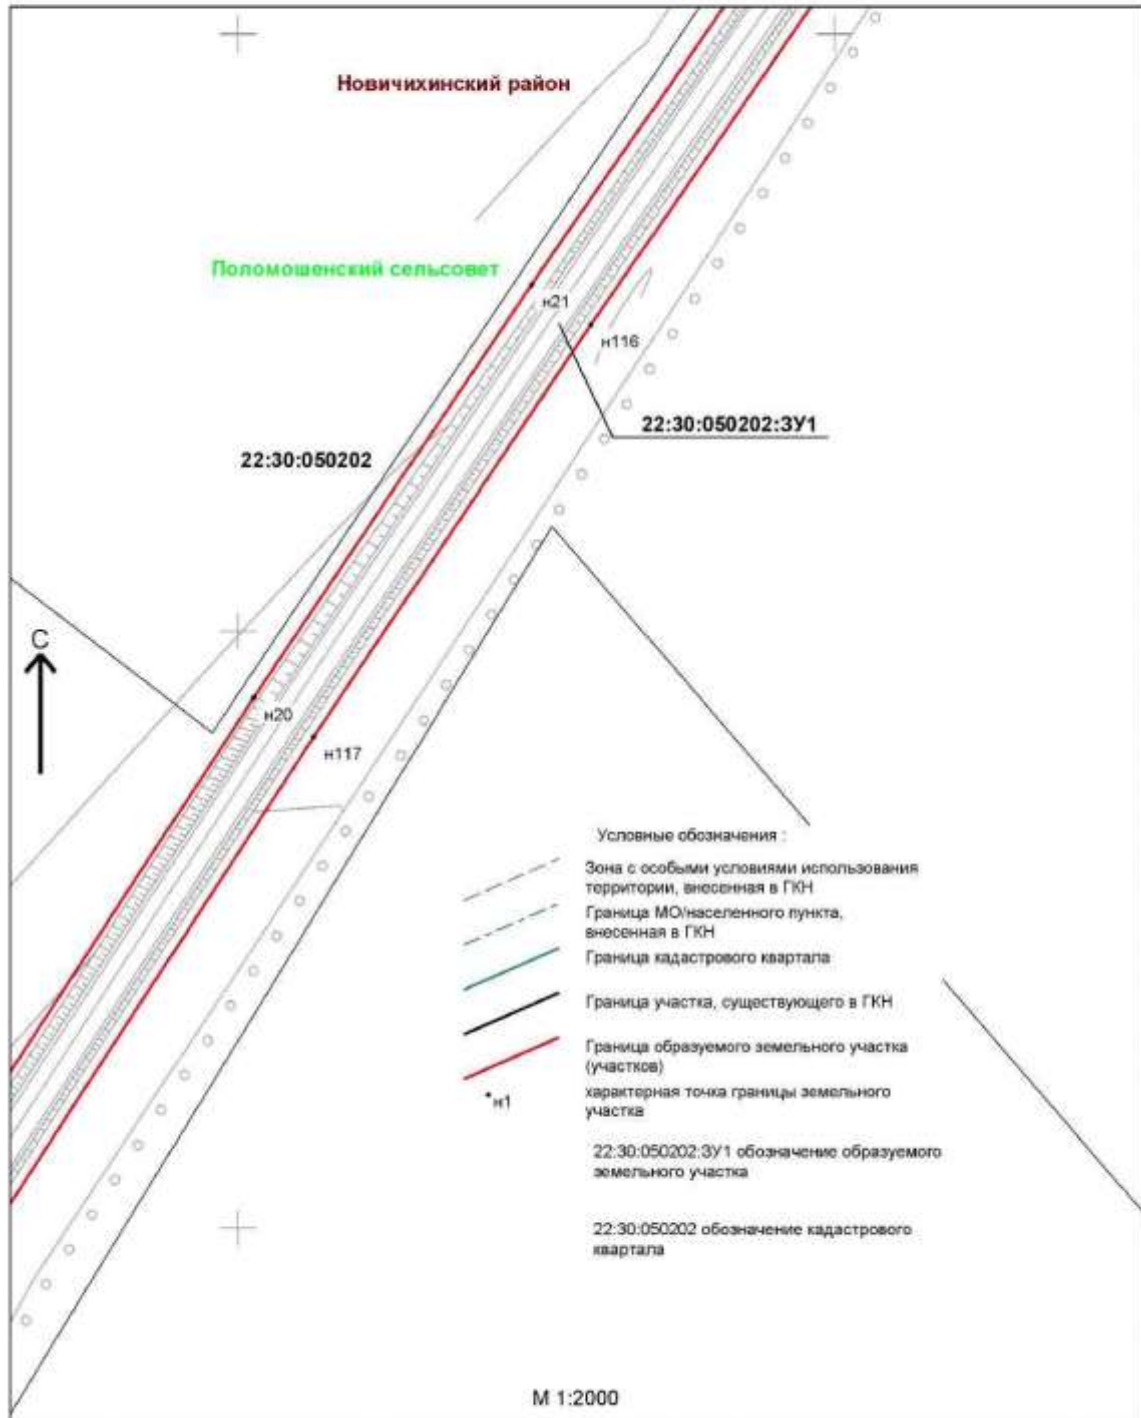 Новичихинский район
Поломошенский сельсовет
н21
н116
22:30:050202:ЗУ1
22:30:050202
С
н20
н117
Условные обозначения :
Зона с особыми условиями использования
территории, внесенная в ГКН
Граница МО/населенного пункта,
внесенная в ГКН
Граница кадастрового квартала
Граница участка, существующего в ГКН
Граница образуемого земельного участка
(участков)
н1
характерная точка границы земельного
участка
22:30:050202:ЗУ1 обозначение образуемого
земельного участка
22:30:050202 обозначение кадастрового
квартала
М 1:2000